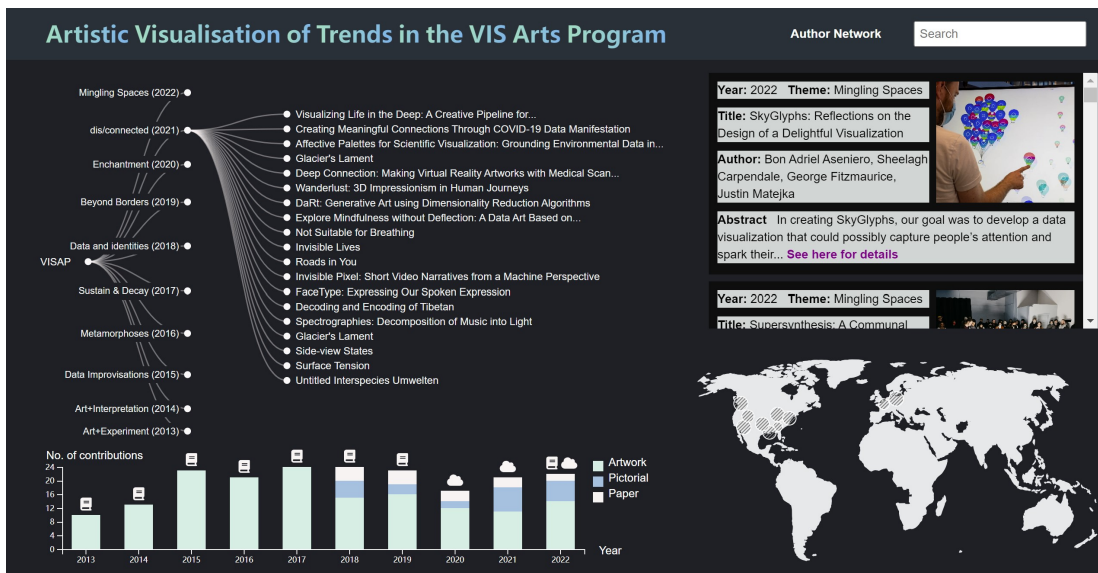 Artistic Visualisation of Trends in the VIS Arts Program
Author Network
Search
VISAP
Mingling Spaces (2022)
dis/connected (2021)
Enchantment (2020)
Beyond Borders (2019)
Data and identities (2018)
Sustain & Decay (2017)
Metamorphoses (2016)
Data Improvisations (2015)
Art+Interpretation (2014)
Art+Experiment (2013)
Visualizing Life in the Deep: A Creative Pipeline for...
Creating Meaningful Connections Through COVID-19 Data Manifestation
Affective Palettes for Scientific Visualization: Grounding Environmental Data in...
Glacier's Lament
Deep Connection: Making Virtual Reality Artworks with Medical Scan...
Wanderlust: 3D Impressionism in Human Journeys
DaRt: Generative Art using Dimensionality Reduction Algorithms
Explore Mindfulness without Deflection: A Data Art Based on...
Not Suitable for Breathing
Invisible Lives
Roads in You
Invisible Pixel: Short Video Narratives from a Machine Perspective
FaceType: Expressing Our Spoken Expression
Decoding and Encoding of Tibetan
Spectrographies: Decomposition of Music into Light
Glacier's Lament
Side-view States
Surface Tension
Untitled Interspecies Umwelten
Year: 2022 Theme: Mingling Spaces
Title: SkyGlyphs: Reflections on the
Design of a Delightful Visualization
Author: Bon Adriel Aseniero, Sheelagh
Carpendale, George Fitzmaurice,
Justin Matejka
Abstract In creating SkyGlyphs, our goal was to develop a data
visualization that could possibly capture people's attention and
spark their... See here for details
Year: 2022 Theme: Mingling Spaces
Title: Supersynthesis: A Communal
No. of contributions
24
20
16
12
8
4
0
2013
2014
2015
2016
2017
2018
2019
2020
2021
2022
Year
Artwork
Pictorial
Paper